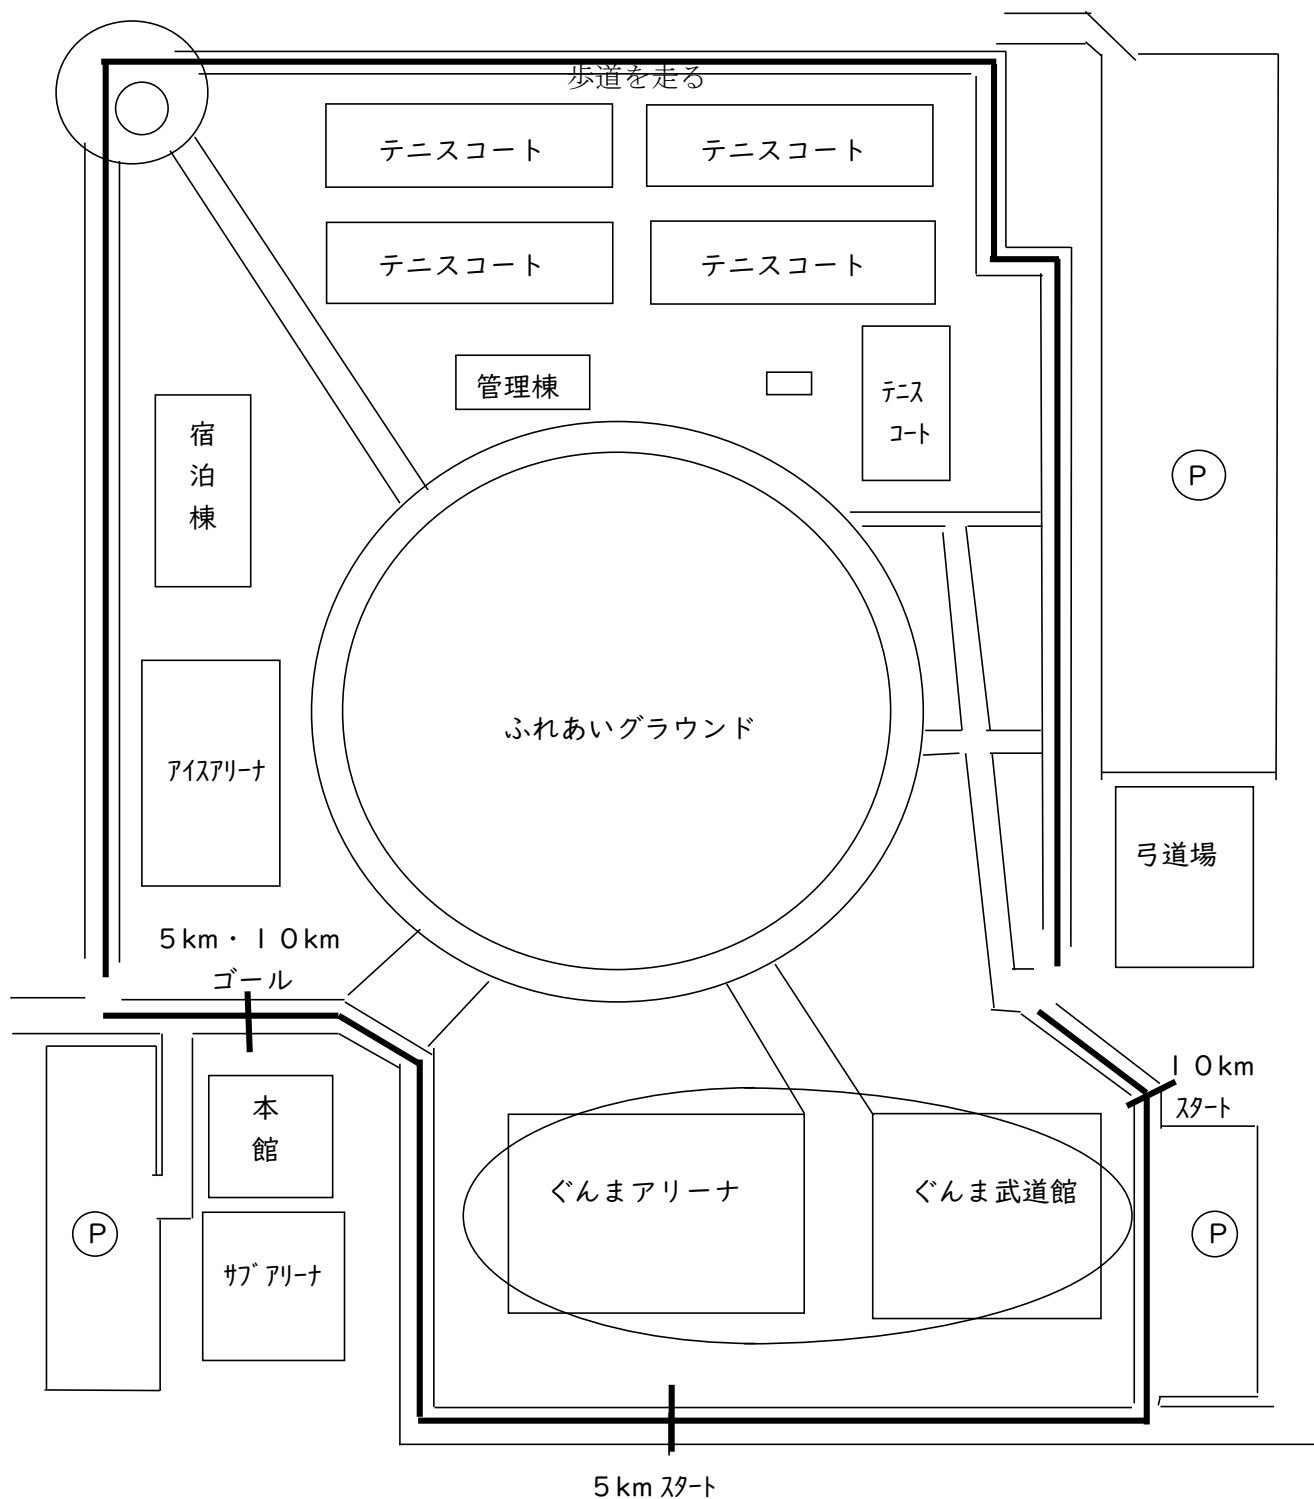 歩道を走る
テニスコート
テニスコート
テニスコート
テニスコート
管理棟
テニス
コート
宿
泊
棟
P
ふれあいグラウンド
アイスアリーナ
弓道場
5km・10km
ゴール
10km
スタート
本
館
ぐんまアリーナ
ぐんま武道館
P
P
サブアリーナ
5kmスタート